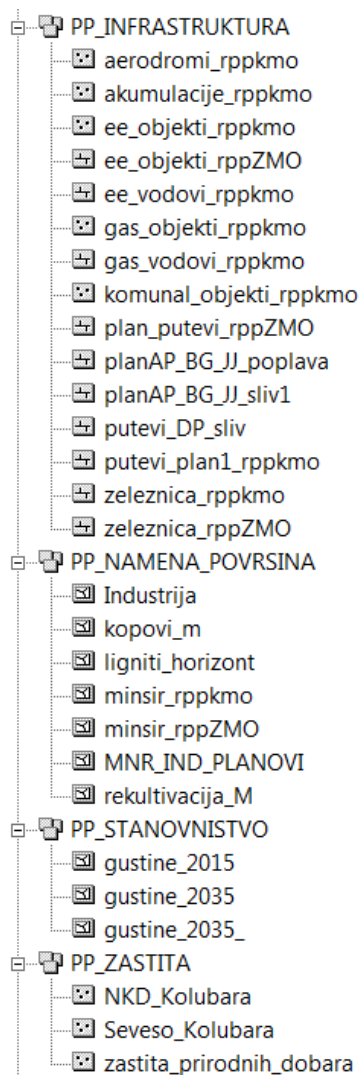 PP_INFRASTRUKTURA
aerodromi_rppkmo
akumulacije_rppkmo
ee_objekti_rppkmo
ee_objekti_rppZMO
ee_vodovi_rppkmo
gas_objekti_rppkmo
gas_vodovi_rppkmo
komunal_objekti_rppkmo
plan_putevi_rppZMO
planAP_BG_JJ_poplava
planAP_BG_JJ_sliv1
putevi_DP_sliv
putevi_plan1_rppkmo
zeleznica_rppkmo
zeleznica_rppZMO
PP_NAMENA_POVRSINA
Industrija
kopovi_m
ligniti_horizont
minsir_rppkmo
minsir_rppZMO
MNR_IND_PLANOVI
rekultivacija_M
PP_STANOVNISTVO
gustine_2015
gustine_2035
gustine_2035_
PP_ZASTITA
NKD_Kolubara
Seveso_Kolubara
zastita_prirodnih_dobara